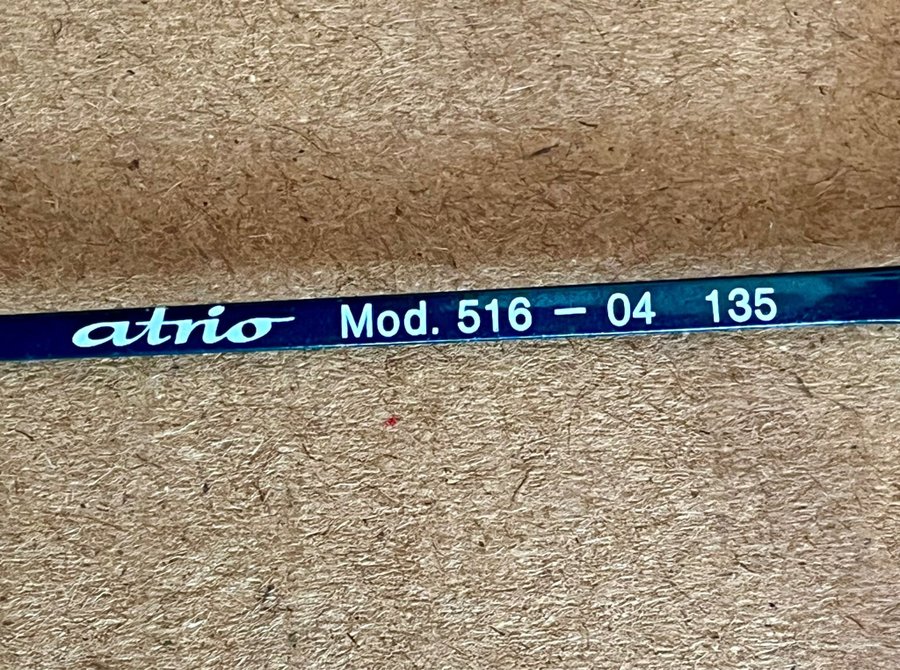 atrio Mod. 516 – 04 135